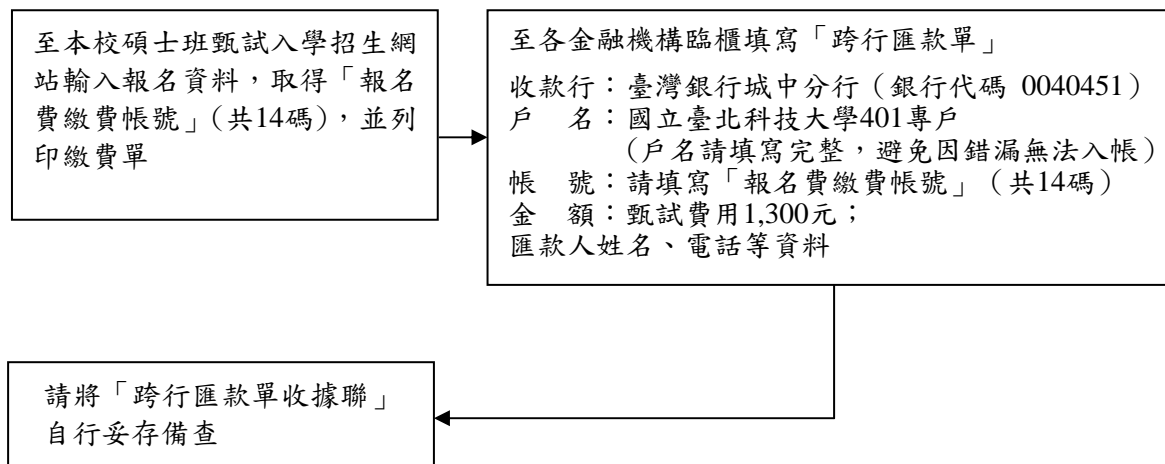 至本校碩士班甄試入學招生網
站輸入報名資料，取得「報名
費繳費帳號」（共14碼），並列
印繳費單
至各金融機構臨櫃填寫「跨行匯款單」
收款行：臺灣銀行城中分行（銀行代碼 0040451）
戶　名：國立臺北科技大學401專戶
（戶名請填寫完整，避免因錯漏無法入帳）
帳　號：請填寫「報名費繳費帳號」（共14碼）
金　額：甄試費用1,300元；
匯款人姓名、電話等資料
請將「跨行匯款單收據聯」
自行妥存備查